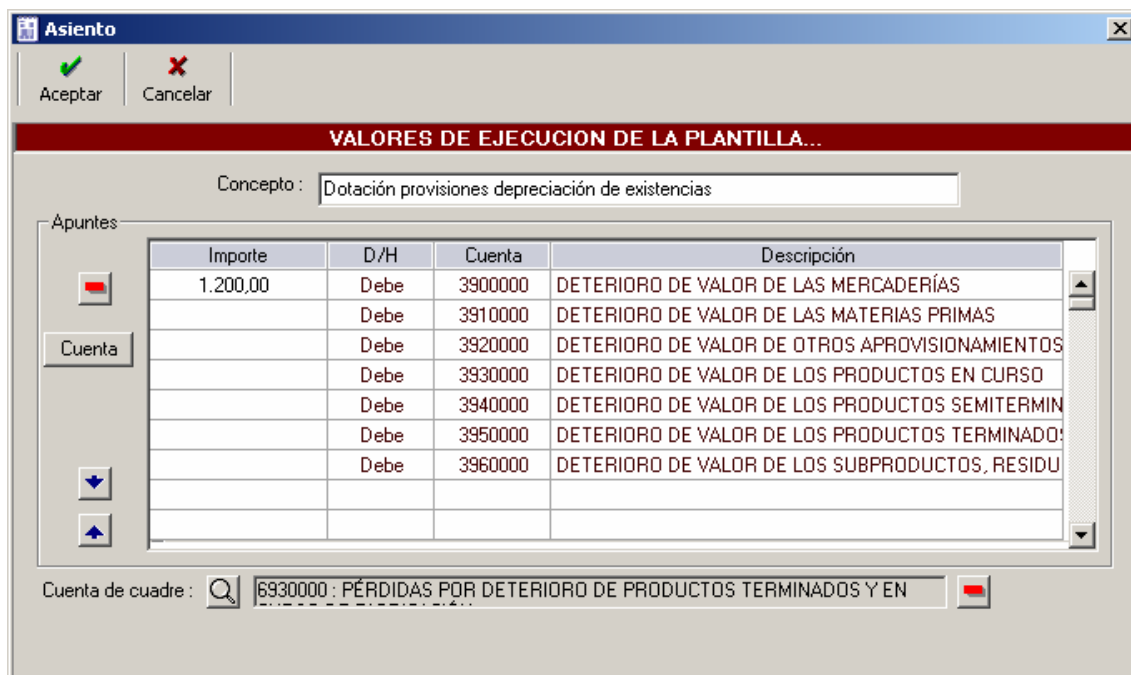 Asiento
Aceptar Cancelar
VALORES DE EJECUCION DE LA PLANTILLA...
Concepto : Dotación provisiones depreciación de existencias
Apuntes
Importe D/H Cuenta Descripción
1.200,00 Debe 3900000 DETERIORO DE VALOR DE LAS MERCADERÍAS
Debe 3910000 DETERIORO DE VALOR DE LAS MATERIAS PRIMAS
Cuenta Debe 3920000 DETERIORO DE VALOR DE OTROS APROVISIONAMIENTOS
Debe 3930000 DETERIORO DE VALOR DE LOS PRODUCTOS EN CURSO
Debe 3940000 DETERIORO DE VALOR DE LOS PRODUCTOS SEMITERMIN
Debe 3950000 DETERIORO DE VALOR DE LOS PRODUCTOS TERMINADOS
Debe 3960000 DETERIORO DE VALOR DE LOS SUBPRODUCTOS, RESIDU
Cuenta de cuadre : 6930000 : PÉRDIDAS POR DETERIORO DE PRODUCTOS TERMINADOS Y EN